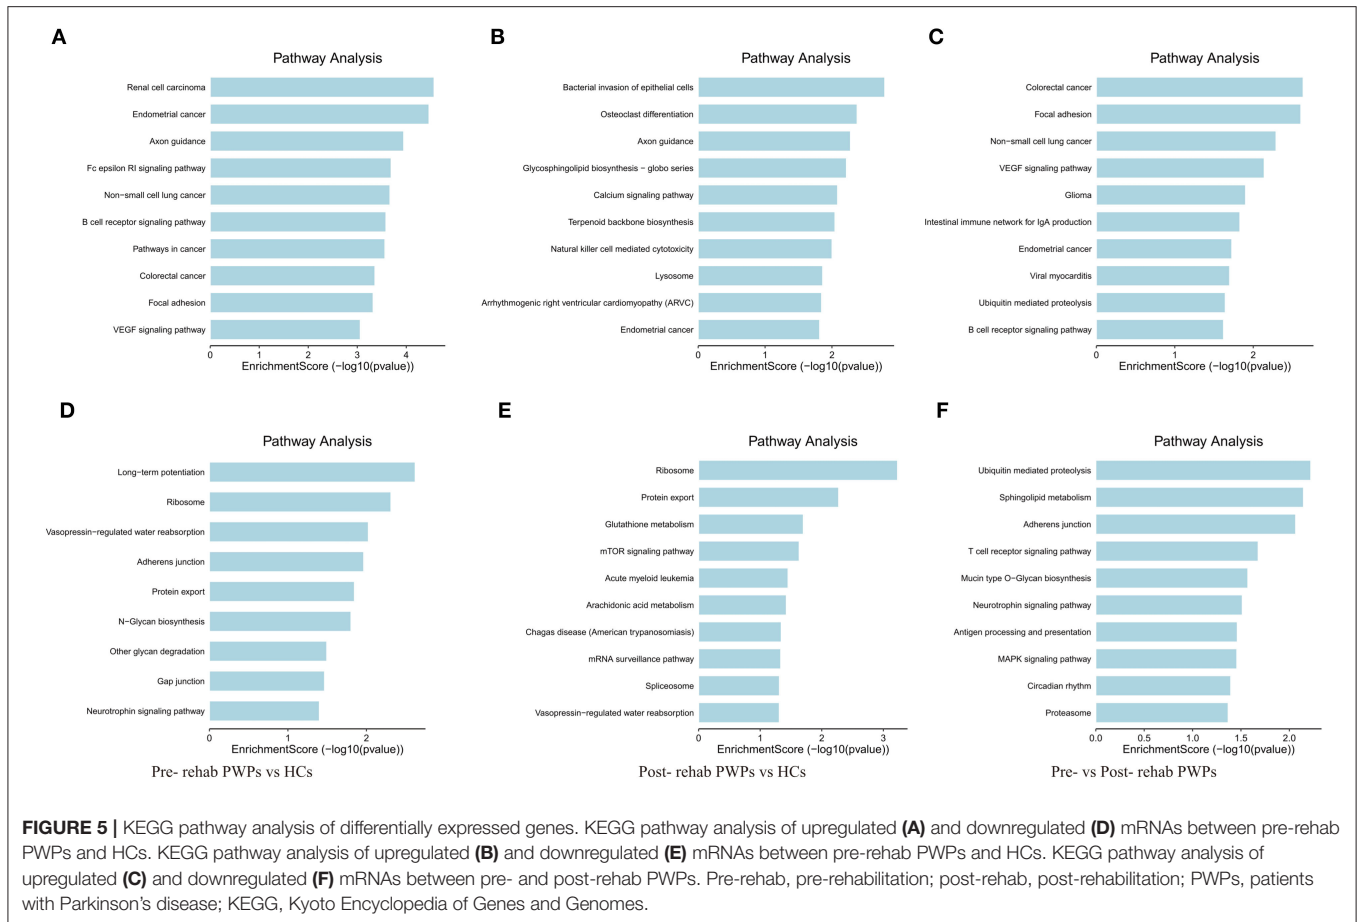 A
Pathway Analysis
Renal cell carcinoma
Endometrial cancer
Axon guidance
Fc epsilon RI signaling pathway
Non−small cell lung cancer
B cell receptor signaling pathway
Pathways in cancer
Colorectal cancer
Focal adhesion
VEGF signaling pathway
0 1 2 3 4
EnrichmentScore (−log10(pvalue))
B
Pathway Analysis
Bacterial invasion of epithelial cells
Osteoclast differentiation
Axon guidance
Glycosphingolipid biosynthesis − globo series
Calcium signaling pathway
Terpenoid backbone biosynthesis
Natural killer cell mediated cytotoxicity
Lysosome
Arrhythmogenic right ventricular cardiomyopathy (ARVC)
Endometrial cancer
0 1 2
EnrichmentScore (−log10(pvalue))
C
Pathway Analysis
Colorectal cancer
Focal adhesion
Non−small cell lung cancer
VEGF signaling pathway
Glioma
Intestinal immune network for IgA production
Endometrial cancer
Viral myocarditis
Ubiquitin mediated proteolysis
B cell receptor signaling pathway
0 1 2
EnrichmentScore (−log10(pvalue))
D
Pathway Analysis
Long−term potentiation
Ribosome
Vasopressin−regulated water reabsorption
Adherens junction
Protein export
N−Glycan biosynthesis
Other glycan degradation
Gap junction
Neurotrophin signaling pathway
0 1 2
EnrichmentScore (−log10(pvalue))
Pre- rehab PWPs vs HCs
E
Pathway Analysis
Ribosome
Protein export
Glutathione metabolism
mTOR signaling pathway
Acute myeloid leukemia
Arachidonic acid metabolism
Chagas disease (American trypanosomiasis)
mRNA surveillance pathway
Spliceosome
Vasopressin−regulated water reabsorption
0 1 2 3
EnrichmentScore (−log10(pvalue))
Post- rehab PWPs vs HCs
F
Pathway Analysis
Ubiquitin mediated proteolysis
Sphingolipid metabolism
Adherens junction
T cell receptor signaling pathway
Mucin type O−Glycan biosynthesis
Neurotrophin signaling pathway
Antigen processing and presentation
MAPK signaling pathway
Circadian rhythm
Proteasome
0.0 0.5 1.0 1.5 2.0
EnrichmentScore (−log10(pvalue))
Pre- vs Post- rehab PWPs
FIGURE 5 | KEGG pathway analysis of differentially expressed genes. KEGG pathway analysis of upregulated (A) and downregulated (D) mRNAs between pre-rehab
PWPs and HCs. KEGG pathway analysis of upregulated (B) and downregulated (E) mRNAs between pre-rehab PWPs and HCs. KEGG pathway analysis of
upregulated (C) and downregulated (F) mRNAs between pre- and post-rehab PWPs. Pre-rehab, pre-rehabilitation; post-rehab, post-rehabilitation; PWPs, patients
with Parkinson's disease; KEGG, Kyoto Encyclopedia of Genes and Genomes.